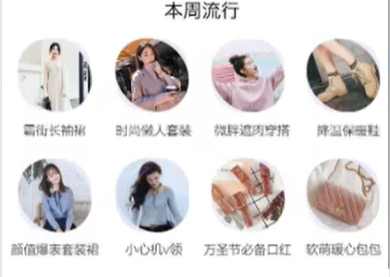 本周流行
霸街长袖裙
时尚懒人套装
微胖遮肉穿搭
降温保暖鞋
颜值爆表套装裙
小心机v领
万圣节必备口红
软萌暖心包包